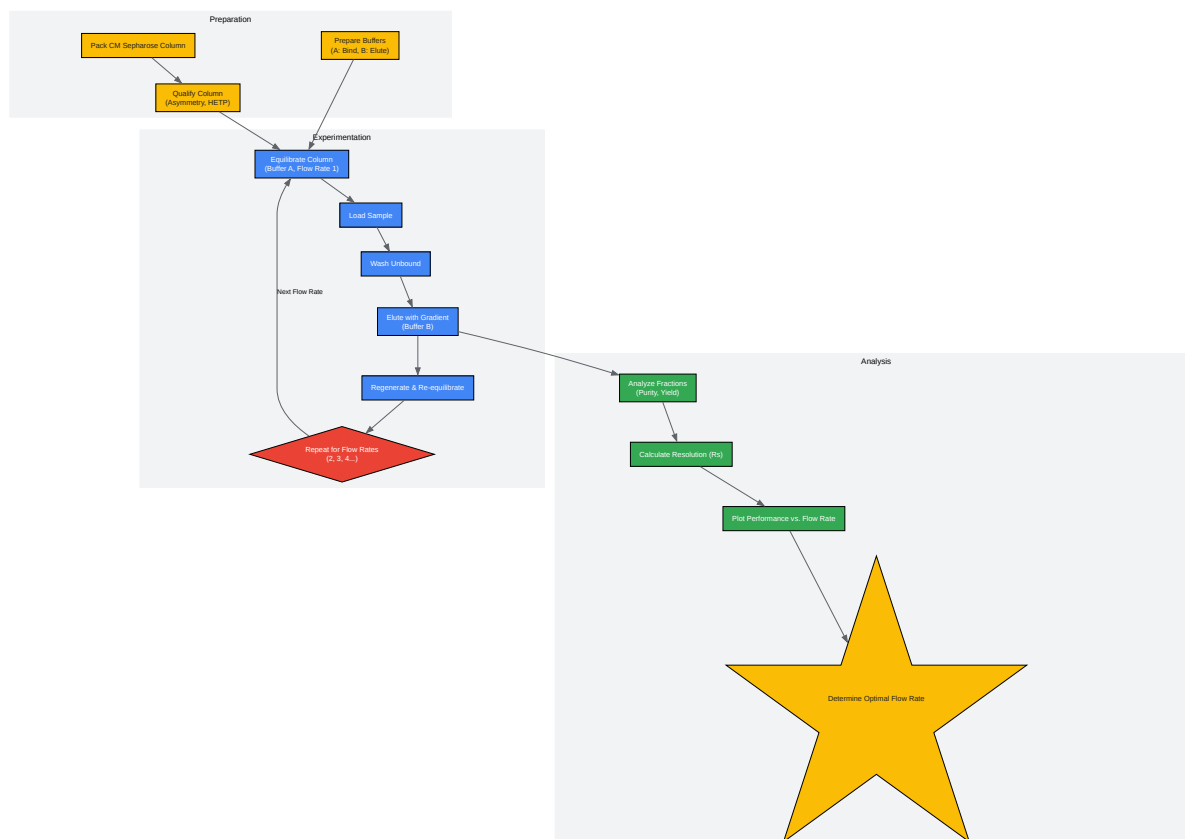 Preparation
Pack CM Sepharose Column
Prepare Buffers
(A: Bind, B: Elute)
Qualify Column
(Asymmetry, HETP)
Experimentation
Equilibrate Column
(Buffer A, Flow Rate 1)
Load Sample
Wash Unbound
Next Flow Rate
Elute with Gradient
(Buffer B)
Regenerate & Re-equilibrate
Repeat for Flow Rates
(2, 3, 4...)
Analysis
Analyze Fractions
(Purity, Yield)
Calculate Resolution (Rs)
Plot Performance vs. Flow Rate
Determine Optimal Flow Rate